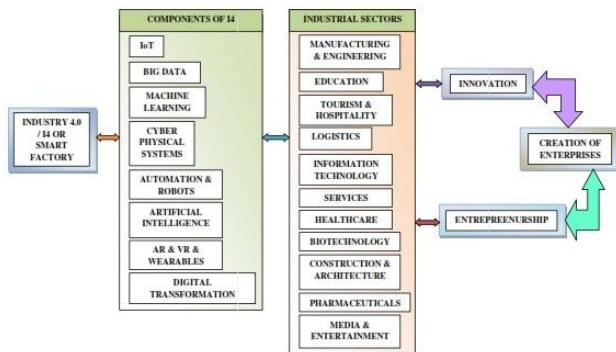 COMPONENTS OF I4
IoT
BIG DATA
MACHINE
LEARNING
CYBER
PHYSICAL
SYSTEMS
AUTOMATION &
ROBOTS
ARTIFICIAL
INTELLIGENCE
AR & VR &
WEARABLES
DIGITAL
TRANSFORMATION
INDUSTRY 4.0
/ I4 OR
SMART
FACTORY
INDUSTRIAL SECTORS
MANUFACTURING
& ENGINEERING
EDUCATION
TOURISM &
HOSPITALITY
LOGISTICS
INFORMATION
TECHNOLOGY
SERVICES
HEALTHCARE
BIOTECHNOLOGY
CONSTRUCTION &
ARCHITECTURE
PHARMACEUTICALS
MEDIA &
ENTERTAINMENT
INNOVATION
CREATION OF
ENTERPRISES
ENTREPREENURSHIP